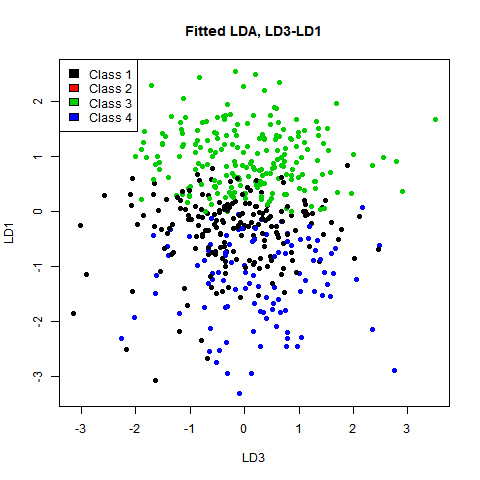 Fitted LDA, LD3-LD1
Class 1
Class 2
Class 3
Class 4
LD1
2
1
0
-1
-2
-3
-3 -2 -1 0 1 2 3
LD3